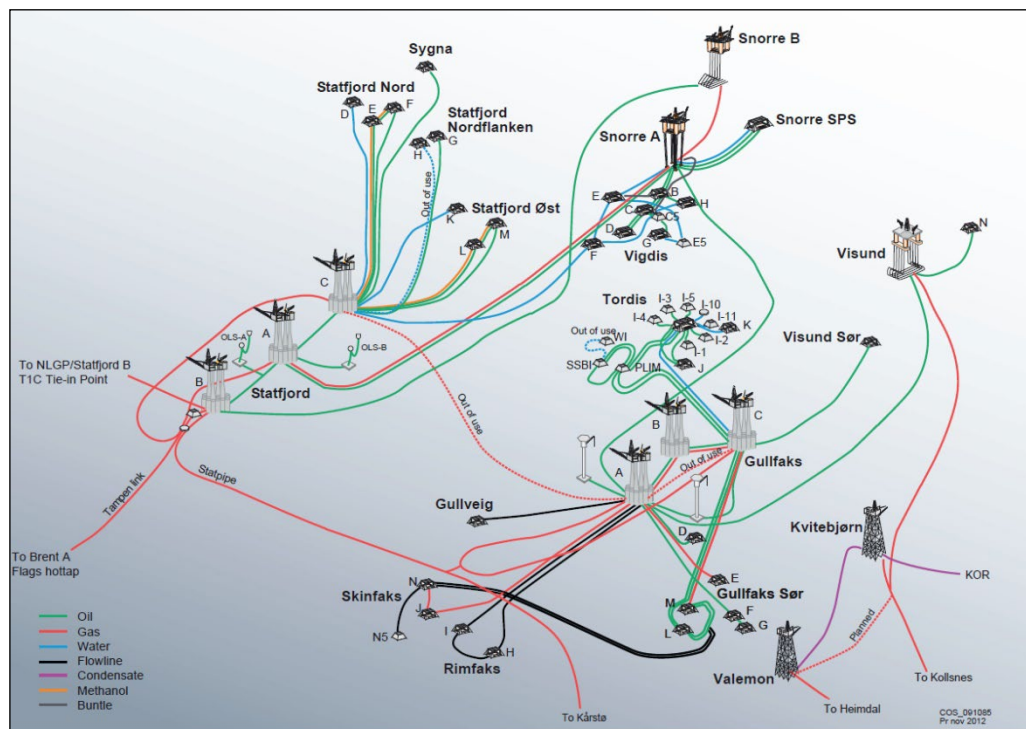 Snorre B
Sygna
Statfjord Nord
D
E
F
Statfjord
Nordflanken
H
G
Out of use
Snorre A
Snorre SPS
K
Statfjord Øst
L
M
E
B
H
C
C5
D
G
E5
F
Vigdis
N
Visund
C
A
B
OLS-A
OLS-B
Statfjord
To NLGP/Statfjord B
T1C Tie-in Point
Tordis
I-3
I-5
I-10
I-4
I-11
K
I-2
I-1
J
Out of use
WI
SSBI
PLIM
Visund Sør
Out of use
B
C
A
Out of use
Gullfaks
Statpipe
Tampen link
Gullveig
D
Kvitebjørn
To Brent A
Flags hottap
KOR
E
Gullfaks Sør
Skinfaks
N
J
M
F
L
G
N5
I
H
Rimfaks
Planned
Valemon
Oil
Gas
Water
Flowline
Condensate
Methanol
Buntle
To Kårstø
To Kollsnes
To Heimdal
COS_091085
Pr nov 2012